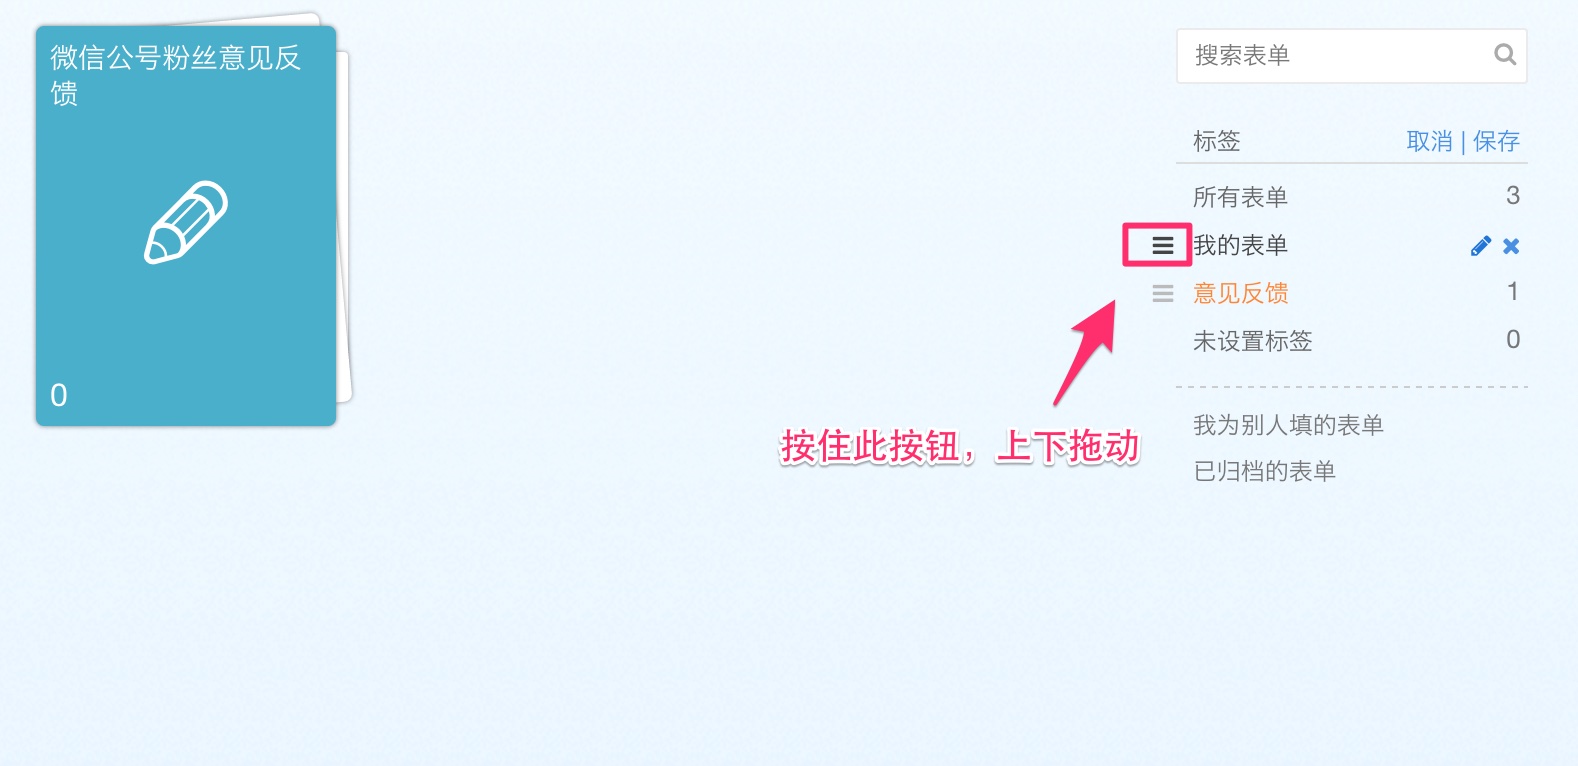 微信公号粉丝意见反
馈
0
搜索表单
标签 取消 | 保存
所有表单 3
我的表单
意见反馈 1
未设置标签 0
按住此按钮，上下拖动
我为别人填的表单
已归档的表单